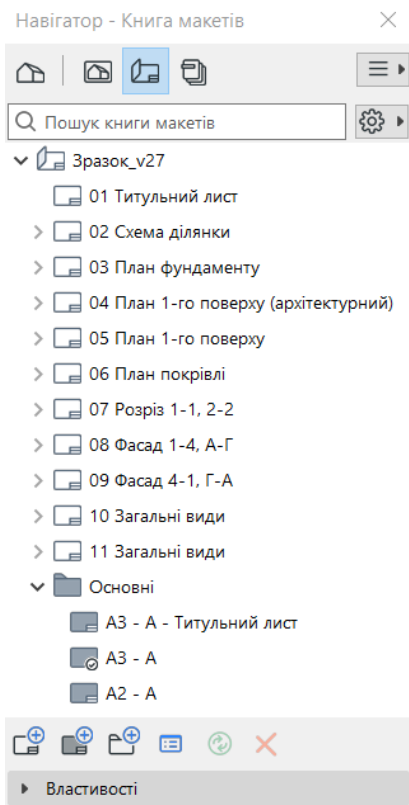 Навігатор - Книга макетів
Пошук книги макетів
Зразок_v27
01 Титульний лист
02 Схема ділянки
03 План фундаменту
04 План 1-го поверху (архітектурний)
05 План 1-го поверху
06 План покрівлі
07 Розріз 1-1, 2-2
08 Фасад 1-4, А-Г
09 Фасад 4-1, Г-А
10 Загальні види
11 Загальні види
Основні
А3 - А - Титульний лист
А3 - А
А2 - А
Властивості